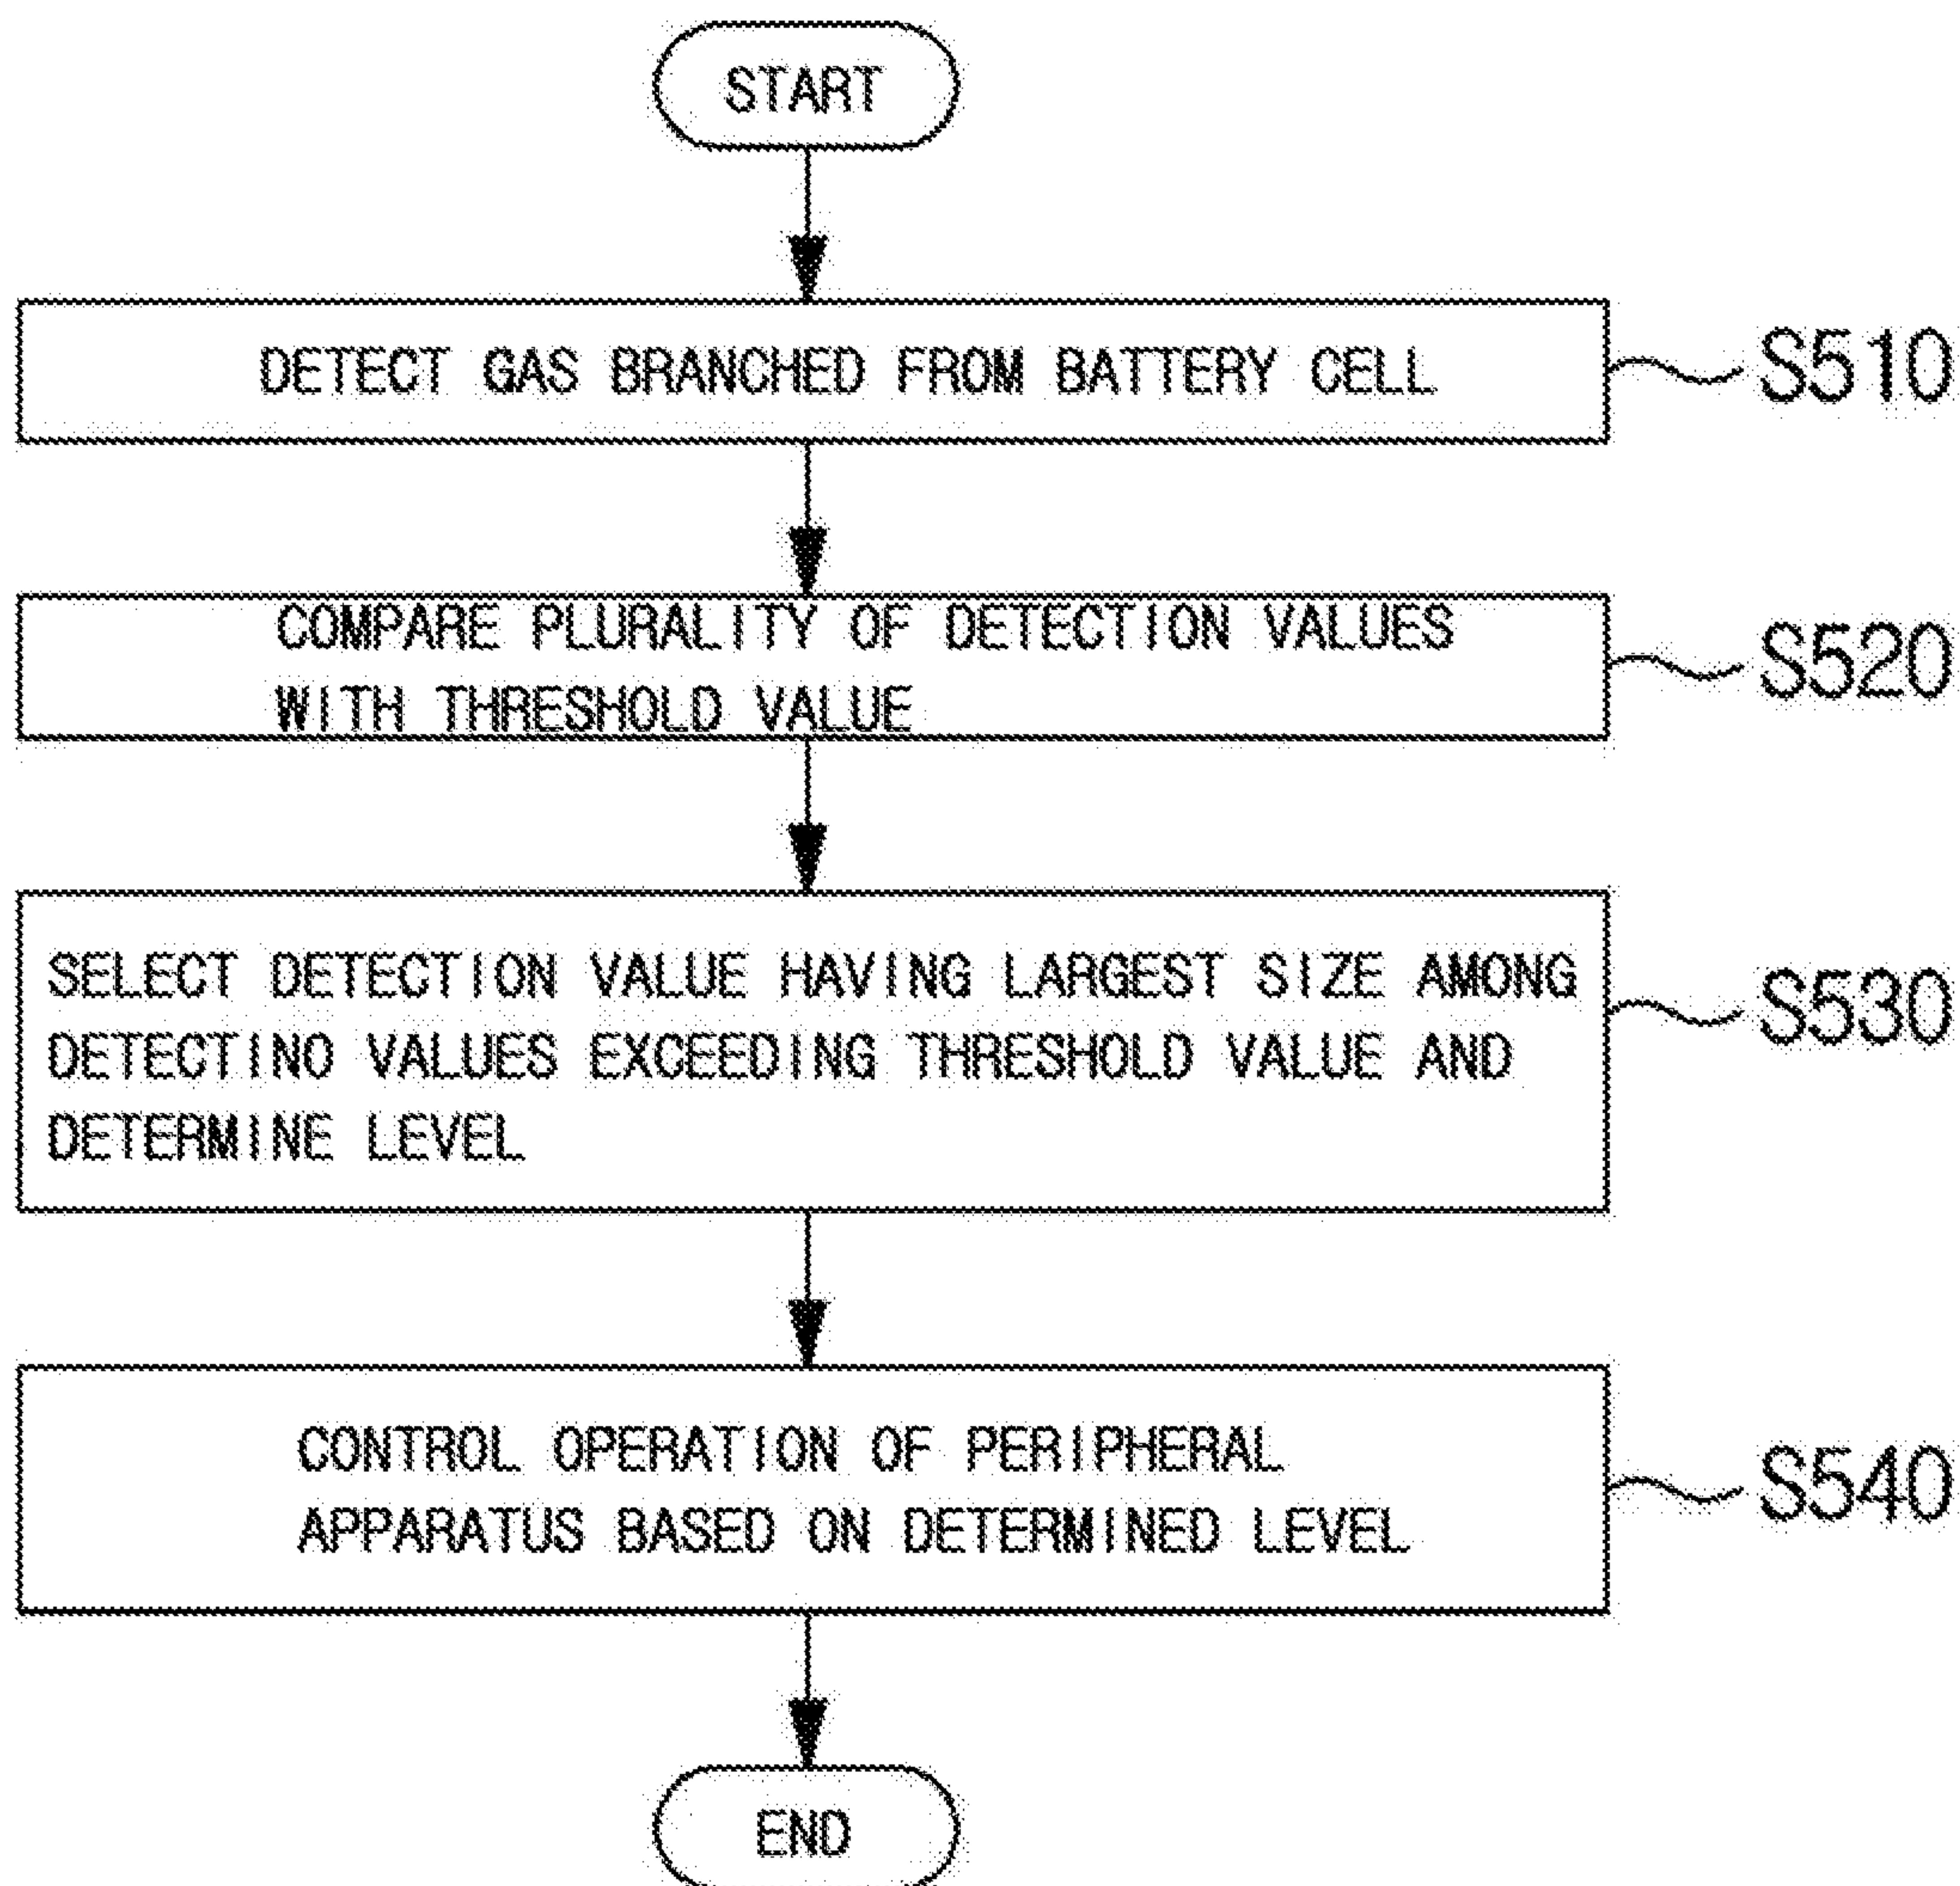 START
DETECT GAS BRANCHED FROM BATTERY CELL
S510
COMPARE PLURALITY OF DETECTION VALUES
WITH THRESHOLD VALUE
S520
SELECT DETECTION VALUE HAVING LARGEST SIZE AMONG
DETECTINO VALUES EXCEEDING THRESHOLD VALUE AND
DETERMINE LEVEL
S530
CONTROL OPERATION OF PERIPHERAL
APPARATUS BASED ON DETERMINED LEVEL
S540
END